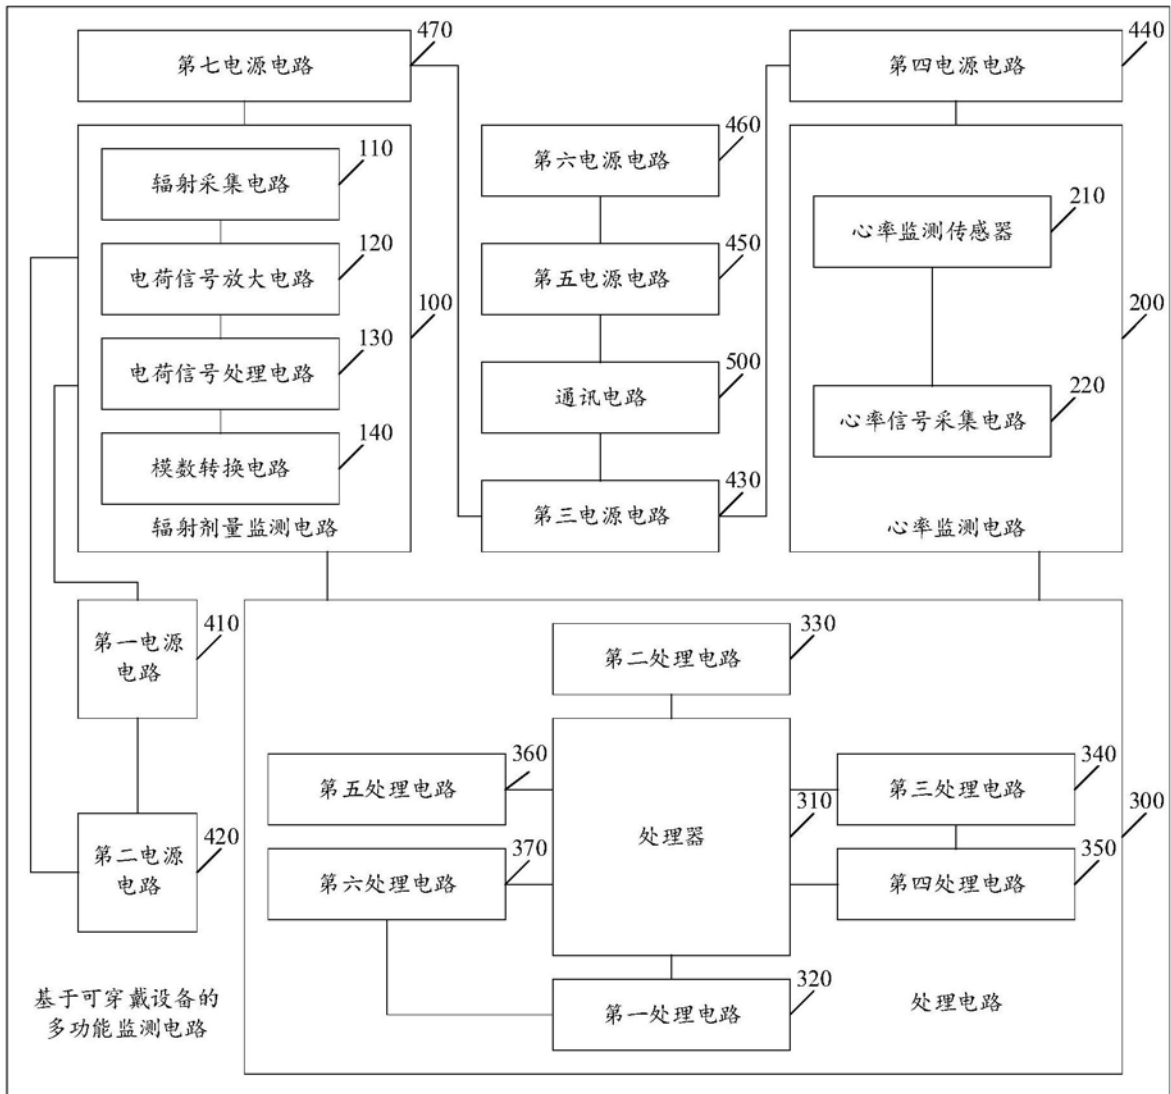 470
第七电源电路
440
第四电源电路
460
第六电源电路
110
辐射采集电路
210
心率监测传感器
120
电荷信号放大电路
450
第五电源电路
100
200
130
电荷信号处理电路
500
通讯电路
220
心率信号采集电路
140
模数转换电路
430
第三电源电路
辐射剂量监测电路
心率监测电路
410
第一电源
电路
330
第二处理电路
360
第五处理电路
340
第三处理电路
310
处理器
300
420
第二电源
电路
370
第六处理电路
350
第四处理电路
320
第一处理电路
处理电路
基于可穿戴设备的
多功能监测电路